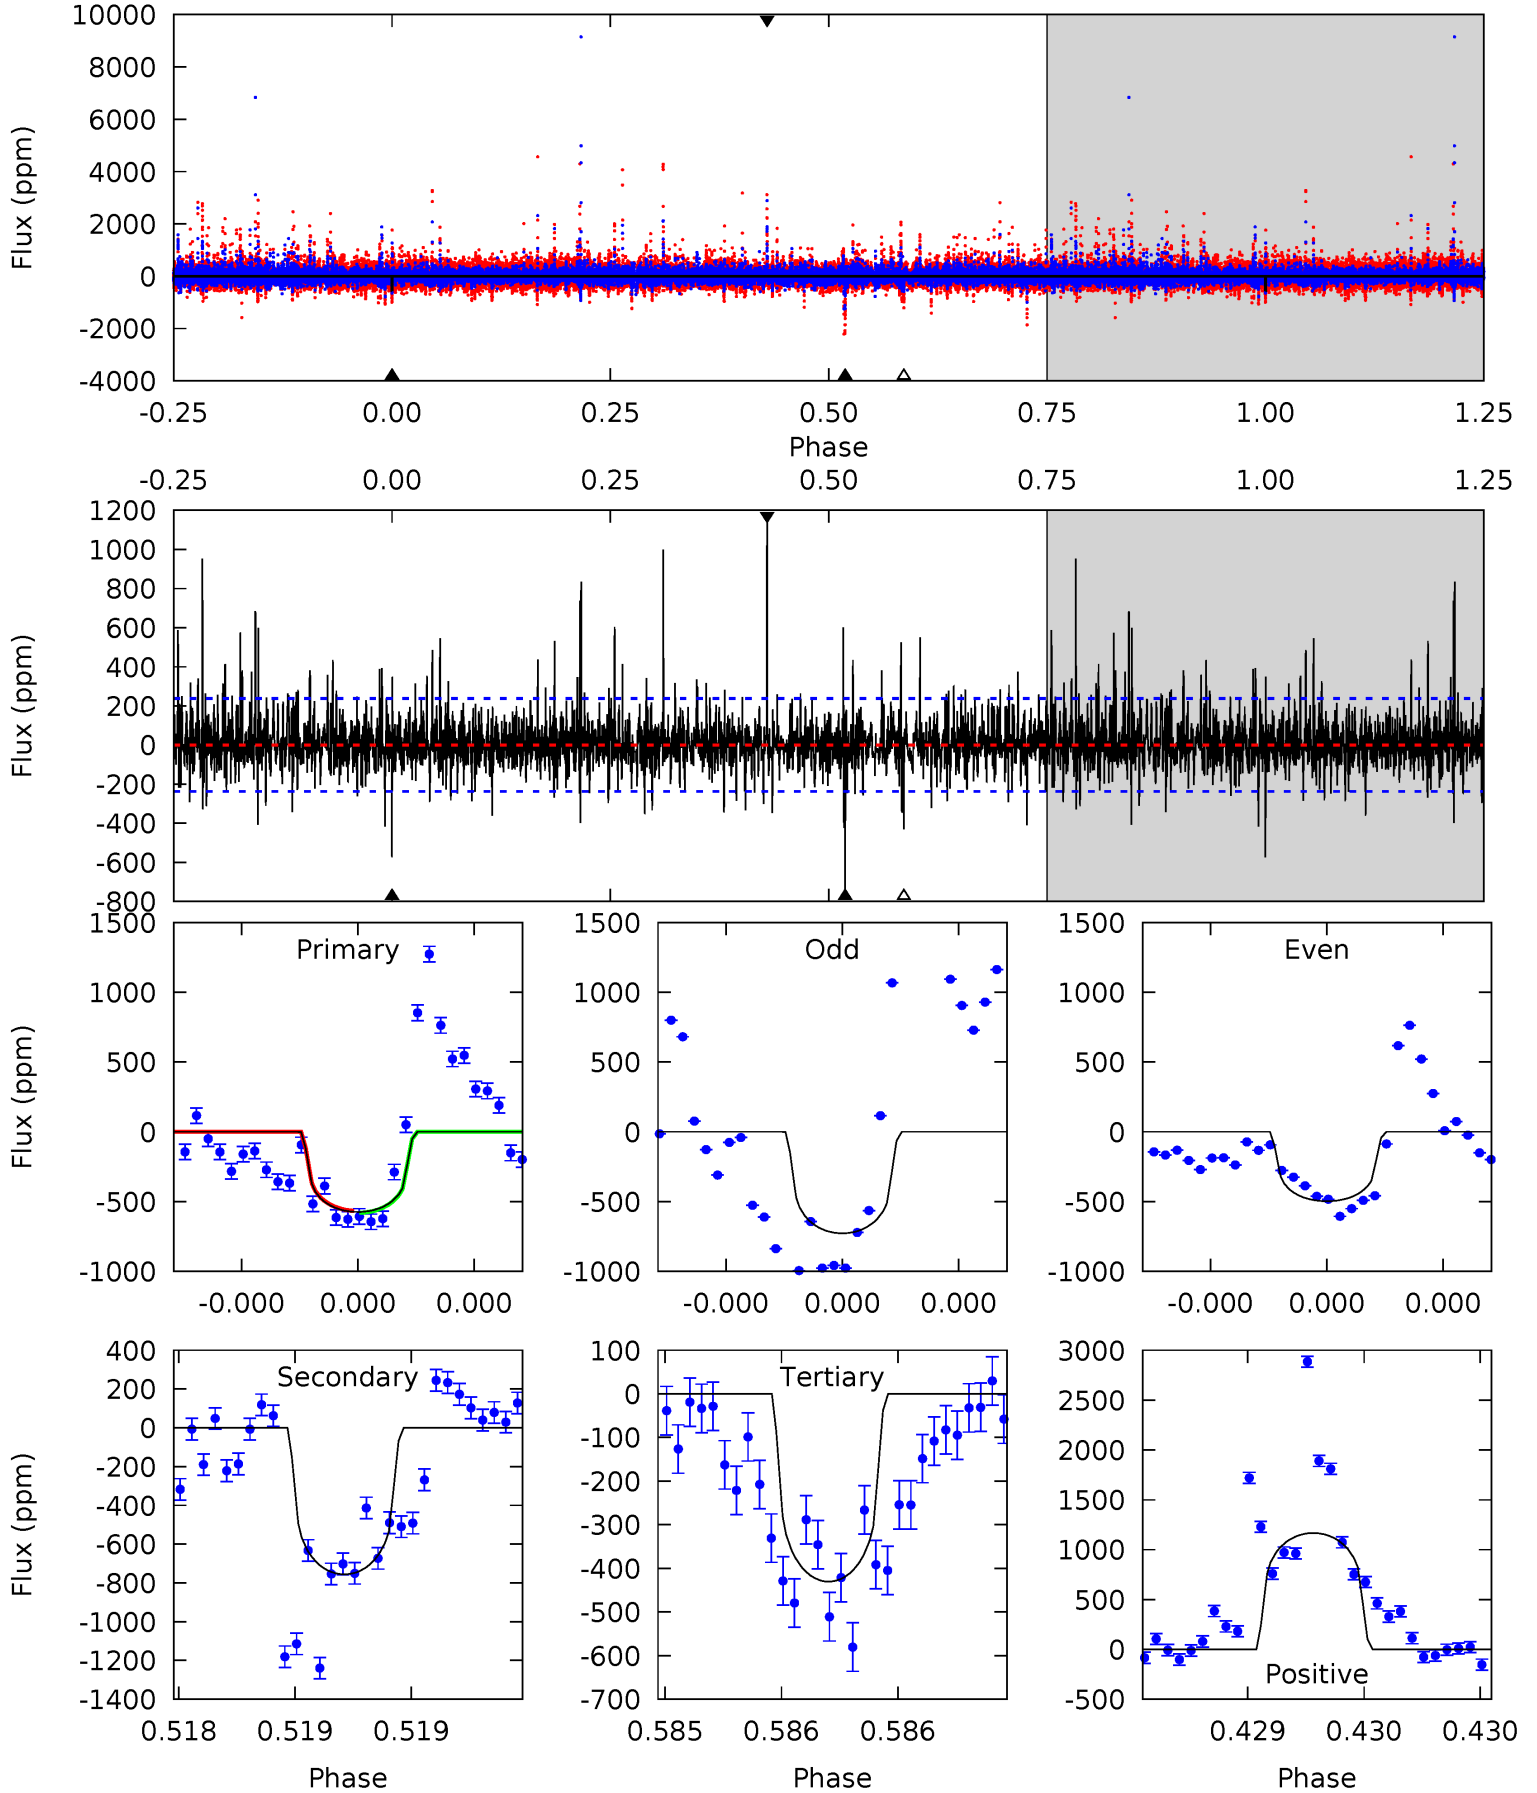 10000
8000
6000
4000
2000
0
-2000
-4000
Flux (ppm)
-0.25 0.00 0.25 0.50 0.75 1.00 1.25
Phase
-0.25 0.00 0.25 0.50 0.75 1.00 1.25
1200
1000
800
600
400
200
0
-200
-400
-600
-800
Flux (ppm)
Primary
1500
1000
500
0
-500
-1000
Flux (ppm)
-0.000 0.000 0.000
Odd
1500
1000
500
0
-500
-1000
-0.000 0.000 0.000
Even
1500
1000
500
0
-500
-1000
-0.000 0.000 0.000
Secondary
400
200
0
-200
-400
-600
-800
-1000
-1200
-1400
Flux (ppm)
0.518 0.519 0.519
Phase
Tertiary
100
0
-100
-200
-300
-400
-500
-600
-700
0.585 0.586 0.586
Phase
Positive
3000
2500
2000
1500
1000
500
0
-500
0.429 0.430 0.430
Phase